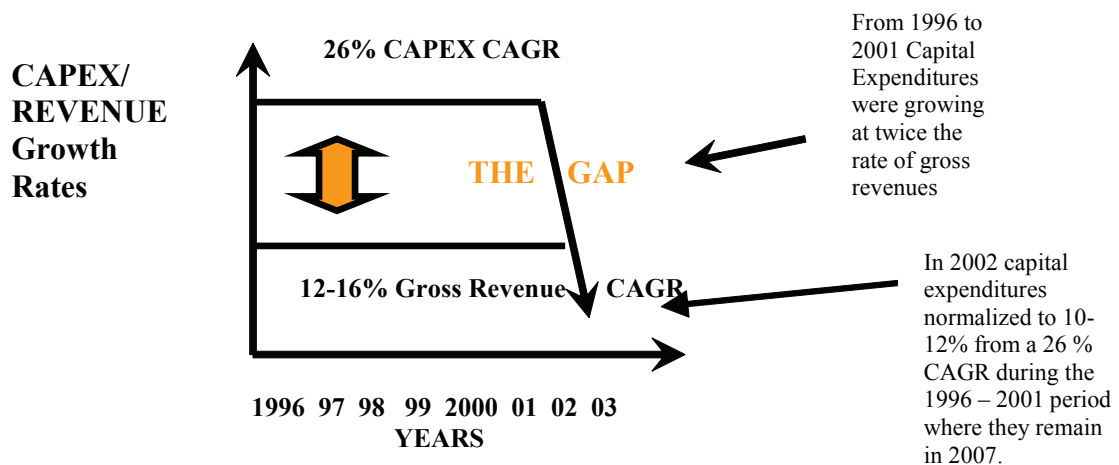 26% CAPEX CAGR
CAPEX/
REVENUE
Growth
Rates
THE GAP
12-16% Gross Revenue CAGR
1996 97 98 99 2000 01 02 03
YEARS
From 1996 to
2001 Capital
Expenditures
were growing
at twice the
rate of gross
revenues
In 2002 capital
expenditures
normalized to 10-
12% from a 26 %
CAGR during the
1996 – 2001 period
where they remain
in 2007.